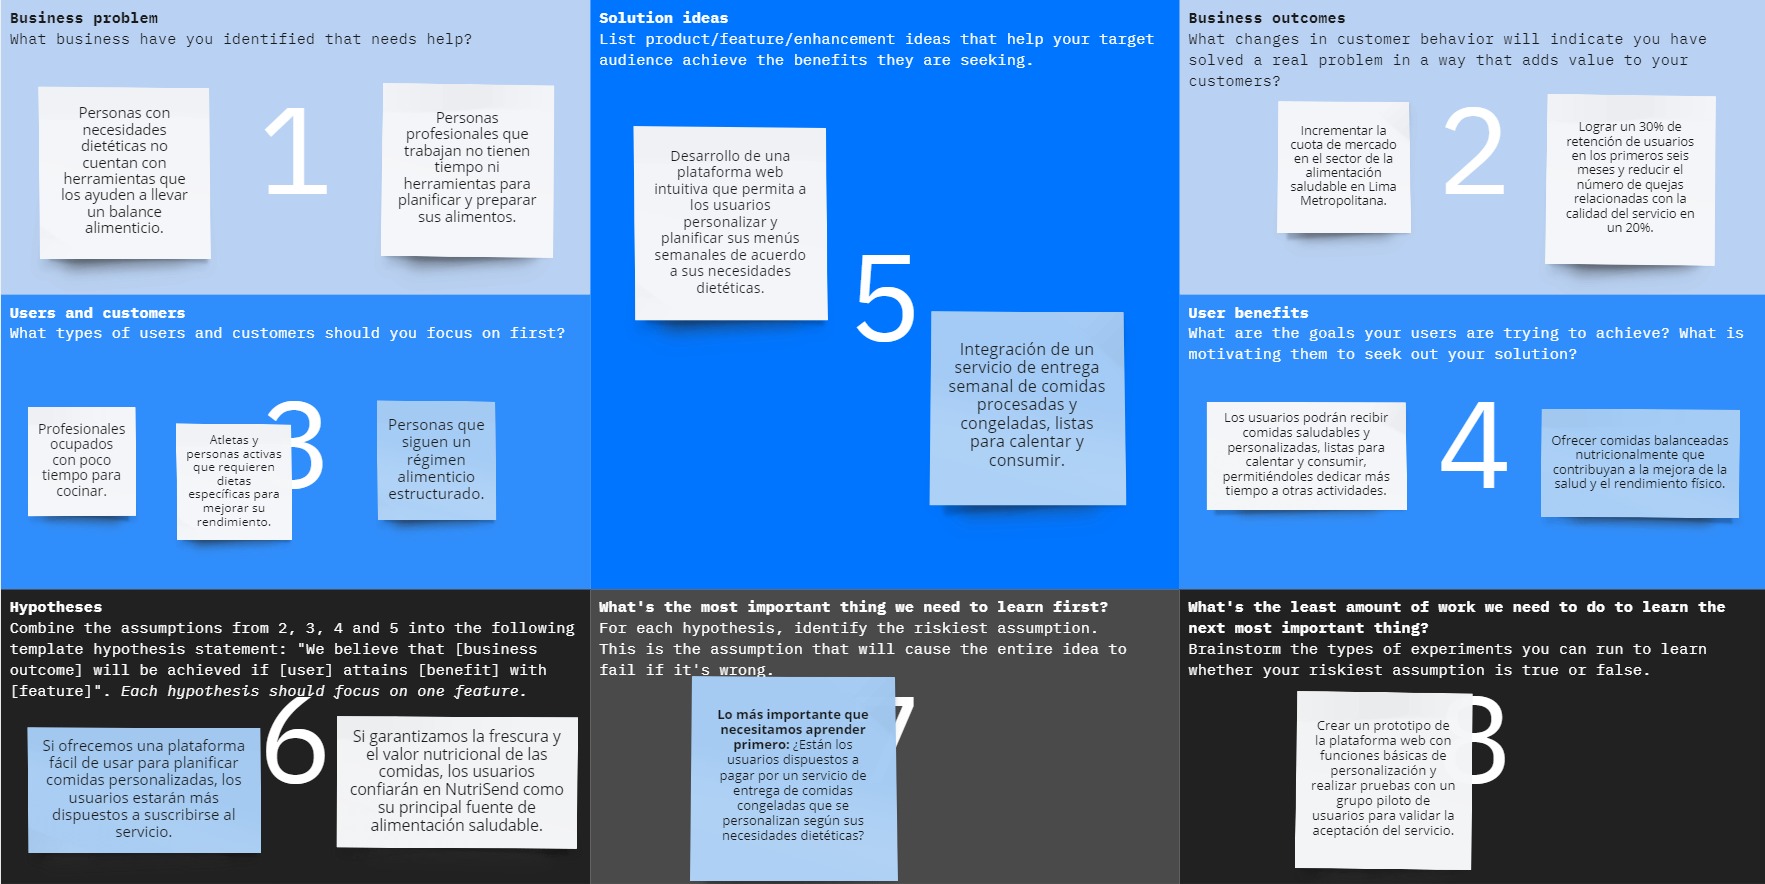 Business problem
What business have you identified that needs help?
Personas con
necesidades
dietéticas no
cuentan con
herramientas que
los ayuden a llevar
un balance
alimenticio.
1
Personas
profesionales que
trabajan no tienen
tiempo ni
herramientas para
planificar y preparar
sus alimentos.
Solution ideas
List product/feature/enhancement ideas that help your target
audience achieve the benefits they are seeking.
Desarrollo de una
plataforma web
intuitiva que permita a
los usuarios
personalizar y
planificar sus menús
semanales de acuerdo
a sus necesidades
dietéticas.
5
Integración de un
servicio de entrega
semanal de comidas
procesadas y
congeladas, listas
para calentar y
consumir.
Business outcomes
What changes in customer behavior will indicate you have
solved a real problem in a way that adds value to your
customers?
Incrementar la
cuota de mercado
en el sector de la
alimentación
saludable en Lima
Metropolitana.
2
Lograr un 30% de
retención de usuarios
en los primeros seis
meses y reducir el
número de quejas
relacionadas con la
calidad del servicio en
un 20%.
Users and customers
What types of users and customers should you focus on first?
Profesionales
ocupados
con poco
tiempo para
cocinar.
Atletas y
personas activas
que requieren
dietas
específicas para
mejorar su
rendimiento.
3
Personas que
siguen un
régimen
alimenticio
estructurado.
User benefits
What are the goals your users are trying to achieve? What is
motivating them to seek out your solution?
Los usuarios podrán recibir
comidas saludables y
personalizadas, listas para
calentar y consumir,
permitiéndoles dedicar más
tiempo a otras actividades.
4
Ofrecer comidas balanceadas
nutricionalmente que
contribuyan a la mejora de la
salud y el rendimiento físico.
Hypotheses
Combine the assumptions from 2, 3, 4 and 5 into the following
template hypothesis statement: "We believe that [business
outcome] will be achieved if [user] attains [benefit] with
[feature]". Each hypothesis should focus on one feature.
Si ofrecemos una plataforma
fácil de usar para planificar
comidas personalizadas, los
usuarios estarán más
dispuestos a suscribirse al
servicio.
6
Si garantizamos la frescura y
el valor nutricional de las
comidas, los usuarios
confiarán en NutriSend como
su principal fuente de
alimentación saludable.
What's the most important thing we need to learn first?
For each hypothesis, identify the riskiest assumption.
This is the assumption that will cause the entire idea to
fail if it's wrong.
Lo más importante que
necesitamos aprender
primero: ¿Están los
usuarios dispuestos a
pagar por un servicio de
entrega de comidas
congeladas que se
personalizan según sus
necesidades dietéticas?
7
What's the least amount of work we need to do to learn the
next most important thing?
Brainstorm the types of experiments you can run to learn
whether your riskiest assumption is true or false.
Crear un prototipo de
la plataforma web con
funciones básicas de
personalización y
realizar pruebas con un
grupo piloto de
usuarios para validar la
aceptación del servicio.
8